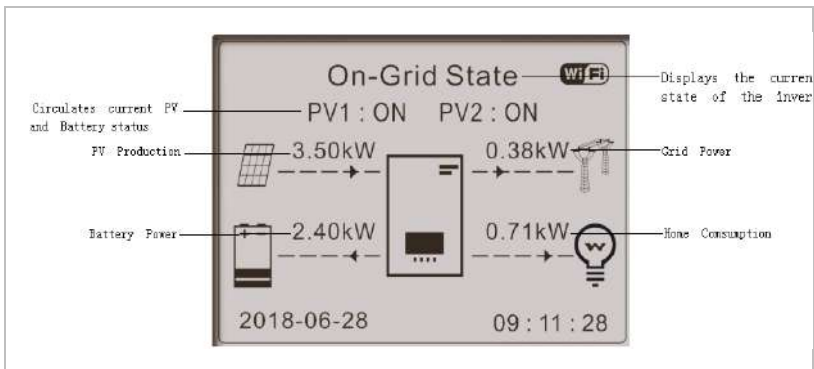 On-Grid State WiFi
Displays the curren
state of the inver
Circulates current PV
and Battery status
PV1 : ON PV2 : ON
PV Production
3.50kW
0.38kW
Grid Power
Battery Power
2.40kW
0.71kW
Home Consumption
2018-06-28
09 : 11 : 28